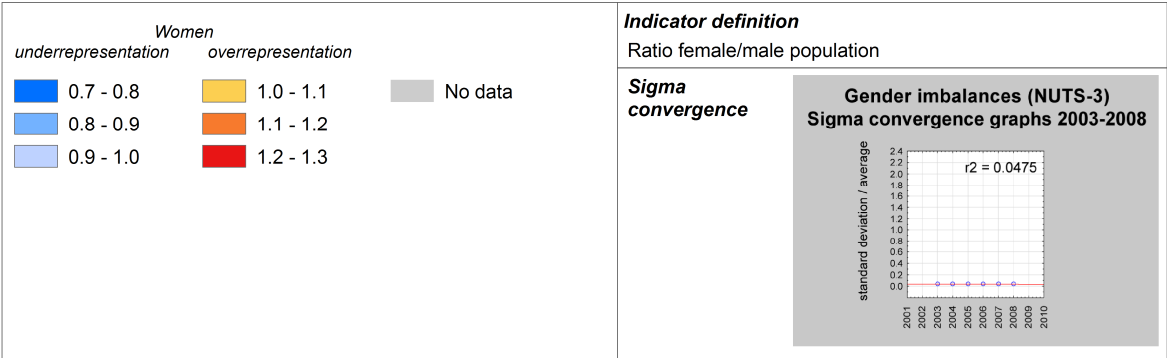 Women
underrepresentation overrepresentation
0.7 - 0.8 1.0 - 1.1 No data
0.8 - 0.9 1.1 - 1.2
0.9 - 1.0 1.2 - 1.3
Indicator definition
Ratio female/male population
Sigma
convergence
Gender imbalances (NUTS-3)
Sigma convergence graphs 2003-2008
standard deviation / average
r2 = 0.0475
2.4
2.2
2.0
1.8
1.6
1.4
1.2
1.0
0.8
0.6
0.4
0.2
0.0
2001
2002
2003
2004
2005
2006
2007
2008
2009
2010